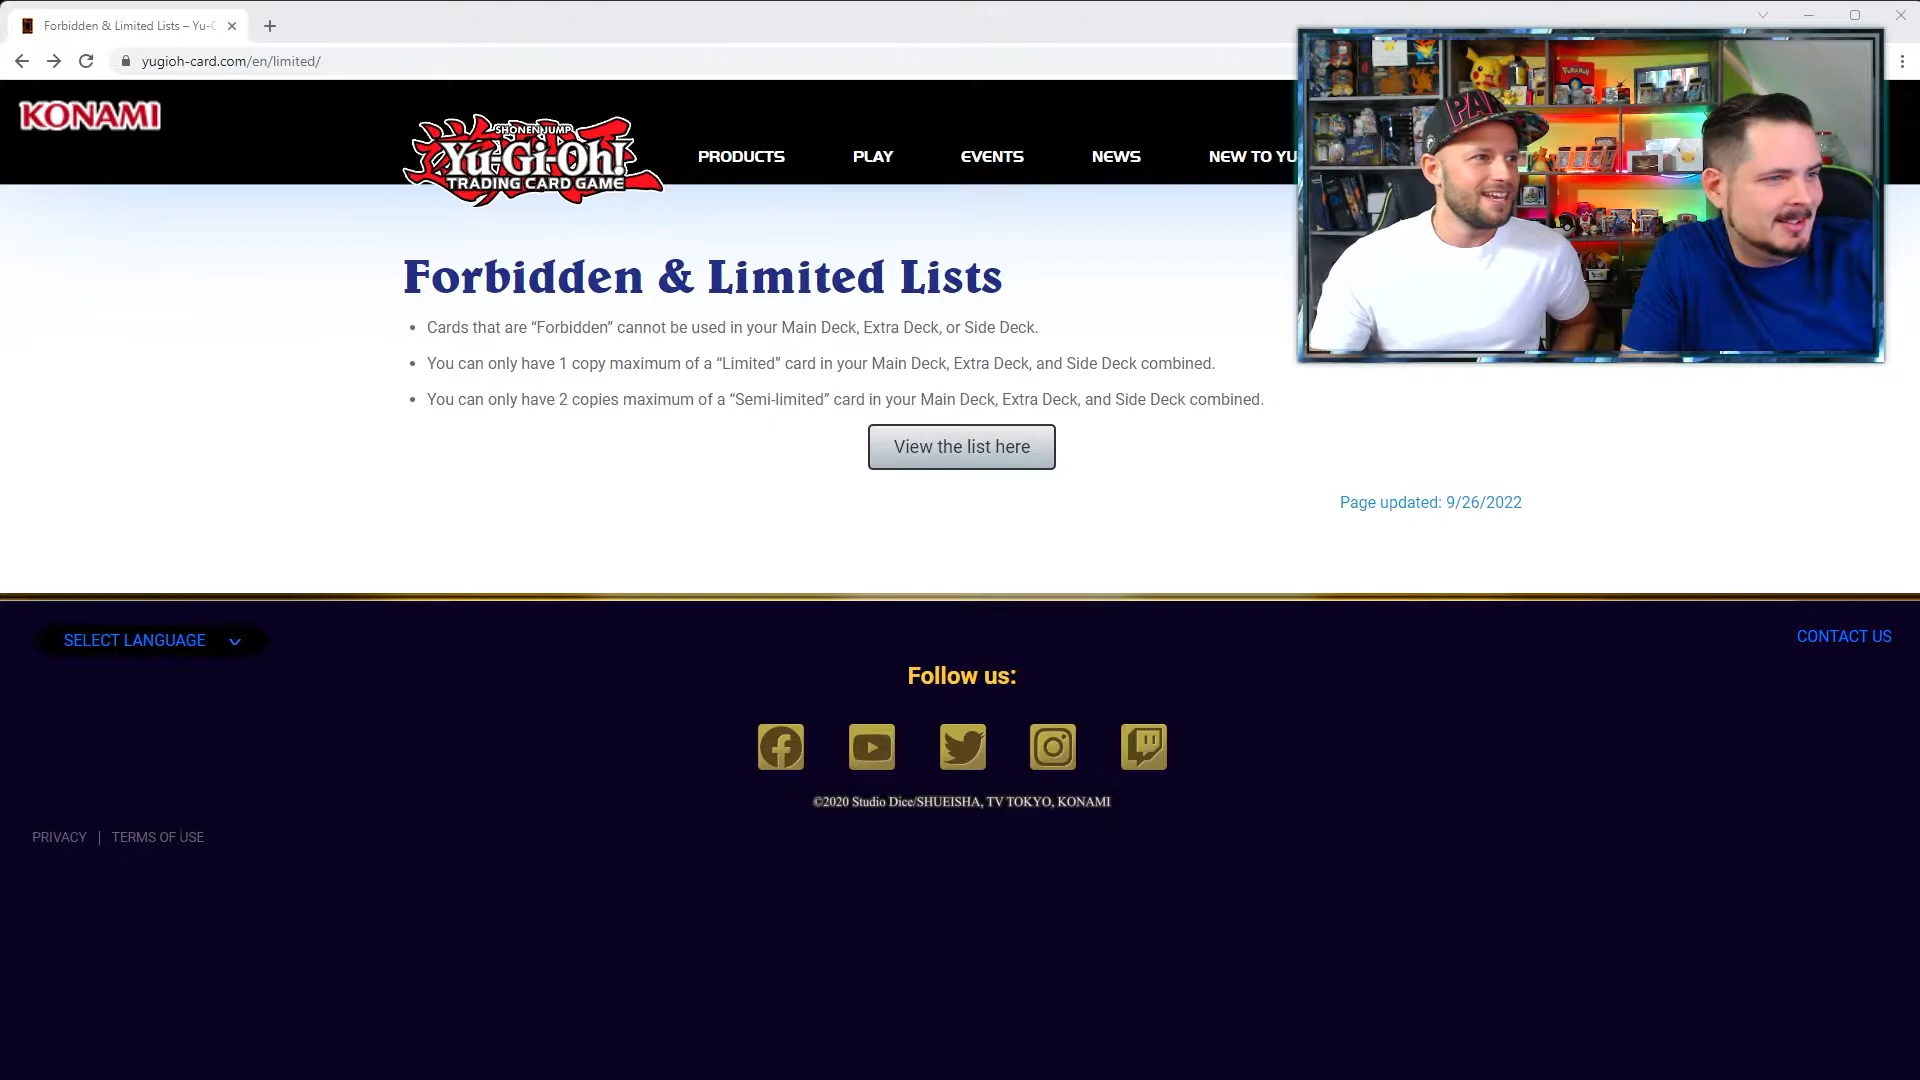 Forbidden & Limited Lists – Yu-G
yugioh-card.com/en/limited/
KONAMI
SHONEN JUMP
Yu-Gi-Oh!
TRADING CARD GAME
PRODUCTS
PLAY
EVENTS
NEWS
NEW TO YU
Forbidden & Limited Lists
• Cards that are “Forbidden” cannot be used in your Main Deck, Extra Deck, or Side Deck.
• You can only have 1 copy maximum of a “Limited” card in your Main Deck, Extra Deck, and Side Deck combined.
• You can only have 2 copies maximum of a “Semi-limited” card in your Main Deck, Extra Deck, and Side Deck combined.
View the list here
Page updated: 9/26/2022
SELECT LANGUAGE
CONTACT US
Follow us:
©2020 Studio Dice/SHUEISHA, TV TOKYO, KONAMI
PRIVACY | TERMS OF USE